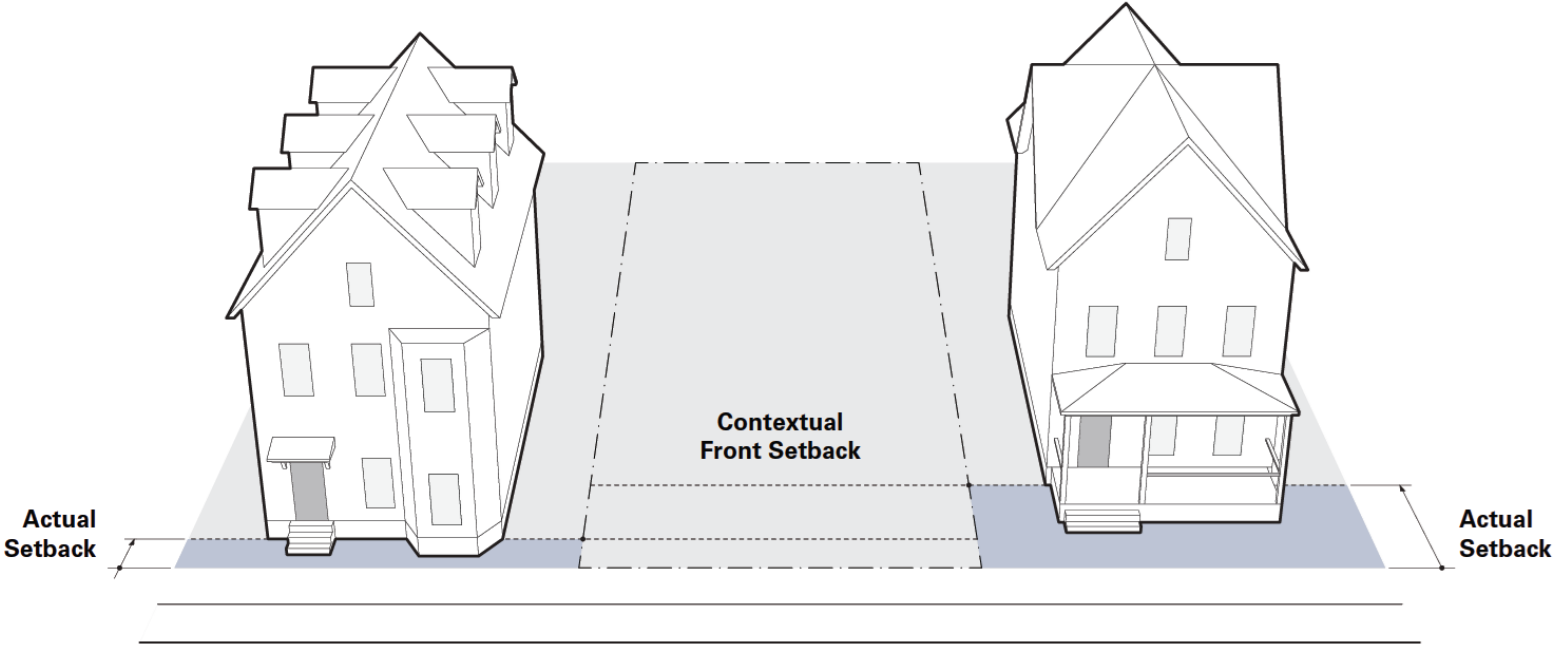 Contextual
Front Setback
Actual
Setback
Actual
Setback